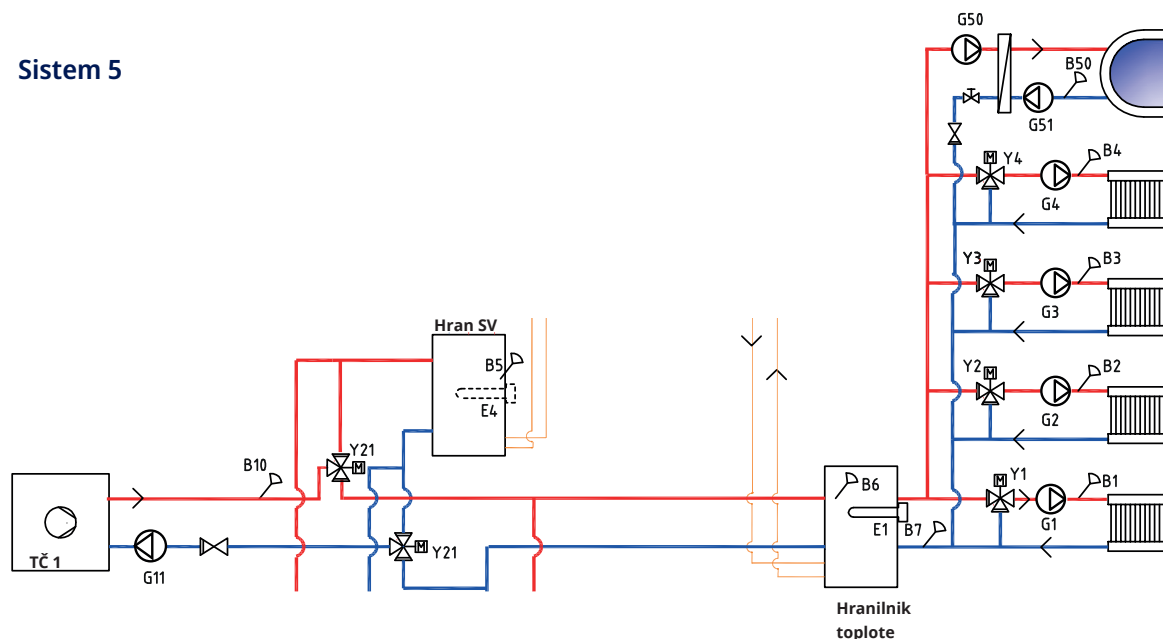 Sistem 5
G50
B50
G51
Y4
B4
G4
Y3
B3
G3
Hran SV
B5
E4
Y2
B2
G2
Y21
B10
B6
Y1
B1
E1
B7
G1
TČ 1
G11
Y21
Hranilnik
toplote
M
M
M
M
M
M